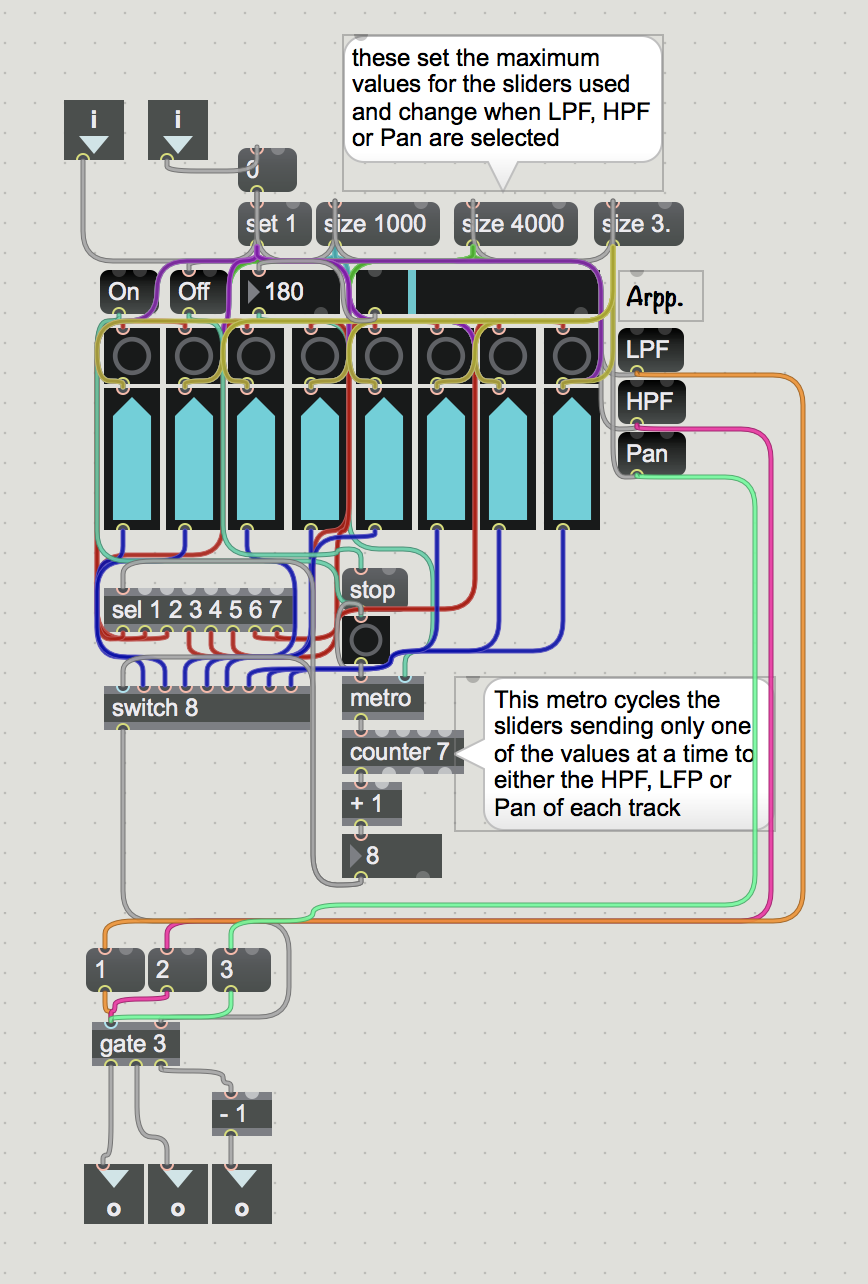 these set the maximum
values for the sliders used
and change when LPF, HPF
or Pan are selected
i
i
0
set 1
size 1000
size 4000
size 3.
On
Off
180
Arpp.
LPF
HPF
Pan
stop
sel 1 2 3 4 5 6 7
metro
switch 8
This metro cycles the
sliders sending only one
of the values at a time to
either the HPF, LFP or
Pan of each track
counter 7
+ 1
8
1
2
3
gate 3
- 1
o
o
o